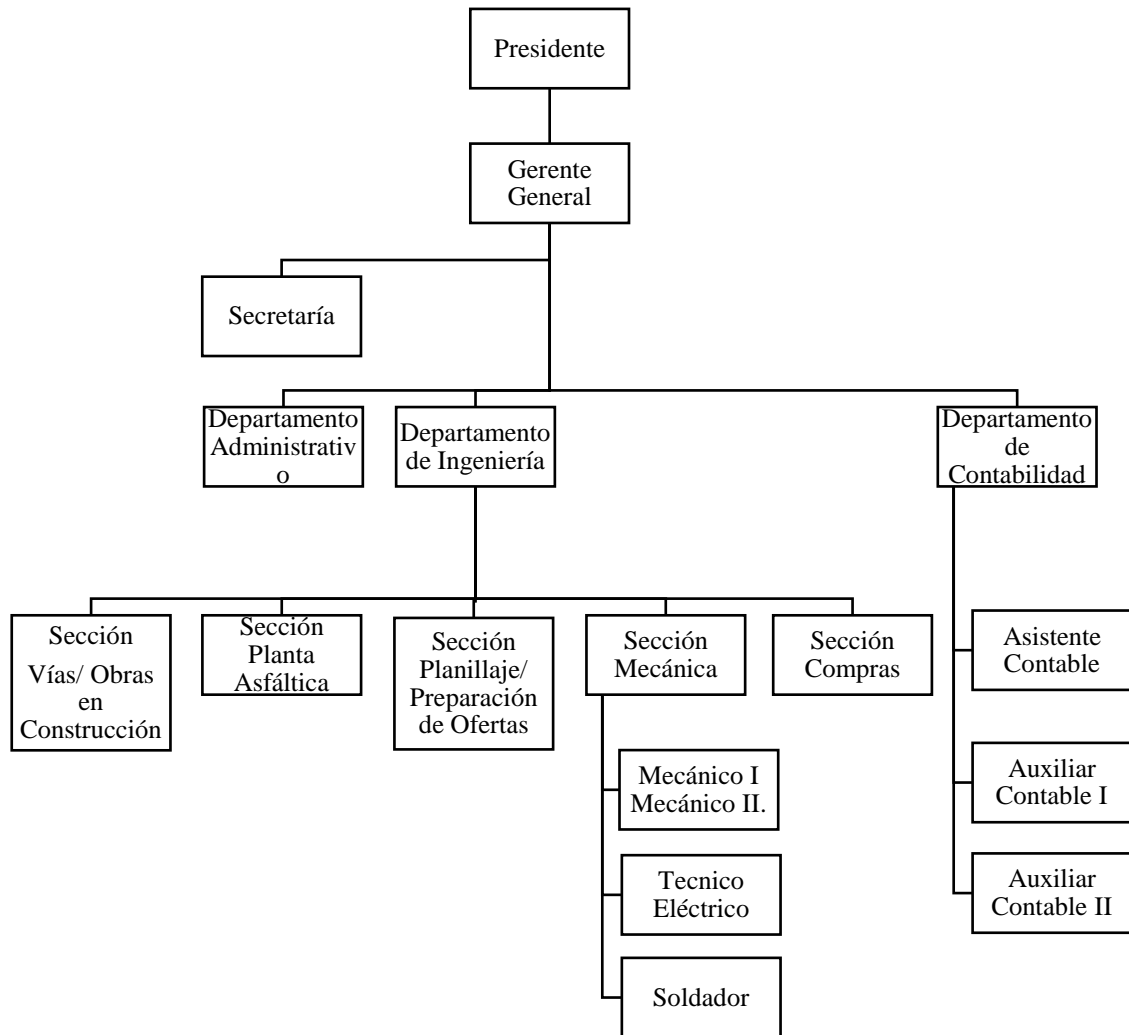 Presidente
Gerente
General
Secretaría
Departamento
Administrativ
o
Departamento
de Ingeniería
Departamento
de
Contabilidad
Sección
Vías/ Obras
en
Construcción
Sección
Planta
Asfáltica
Sección
Planillaje/
Preparación
de Ofertas
Sección
Mecánica
Sección
Compras
Asistente
Contable
Mecánico I
Mecánico II.
Auxiliar
Contable I
Tecnico
Eléctrico
Auxiliar
Contable II
Soldador